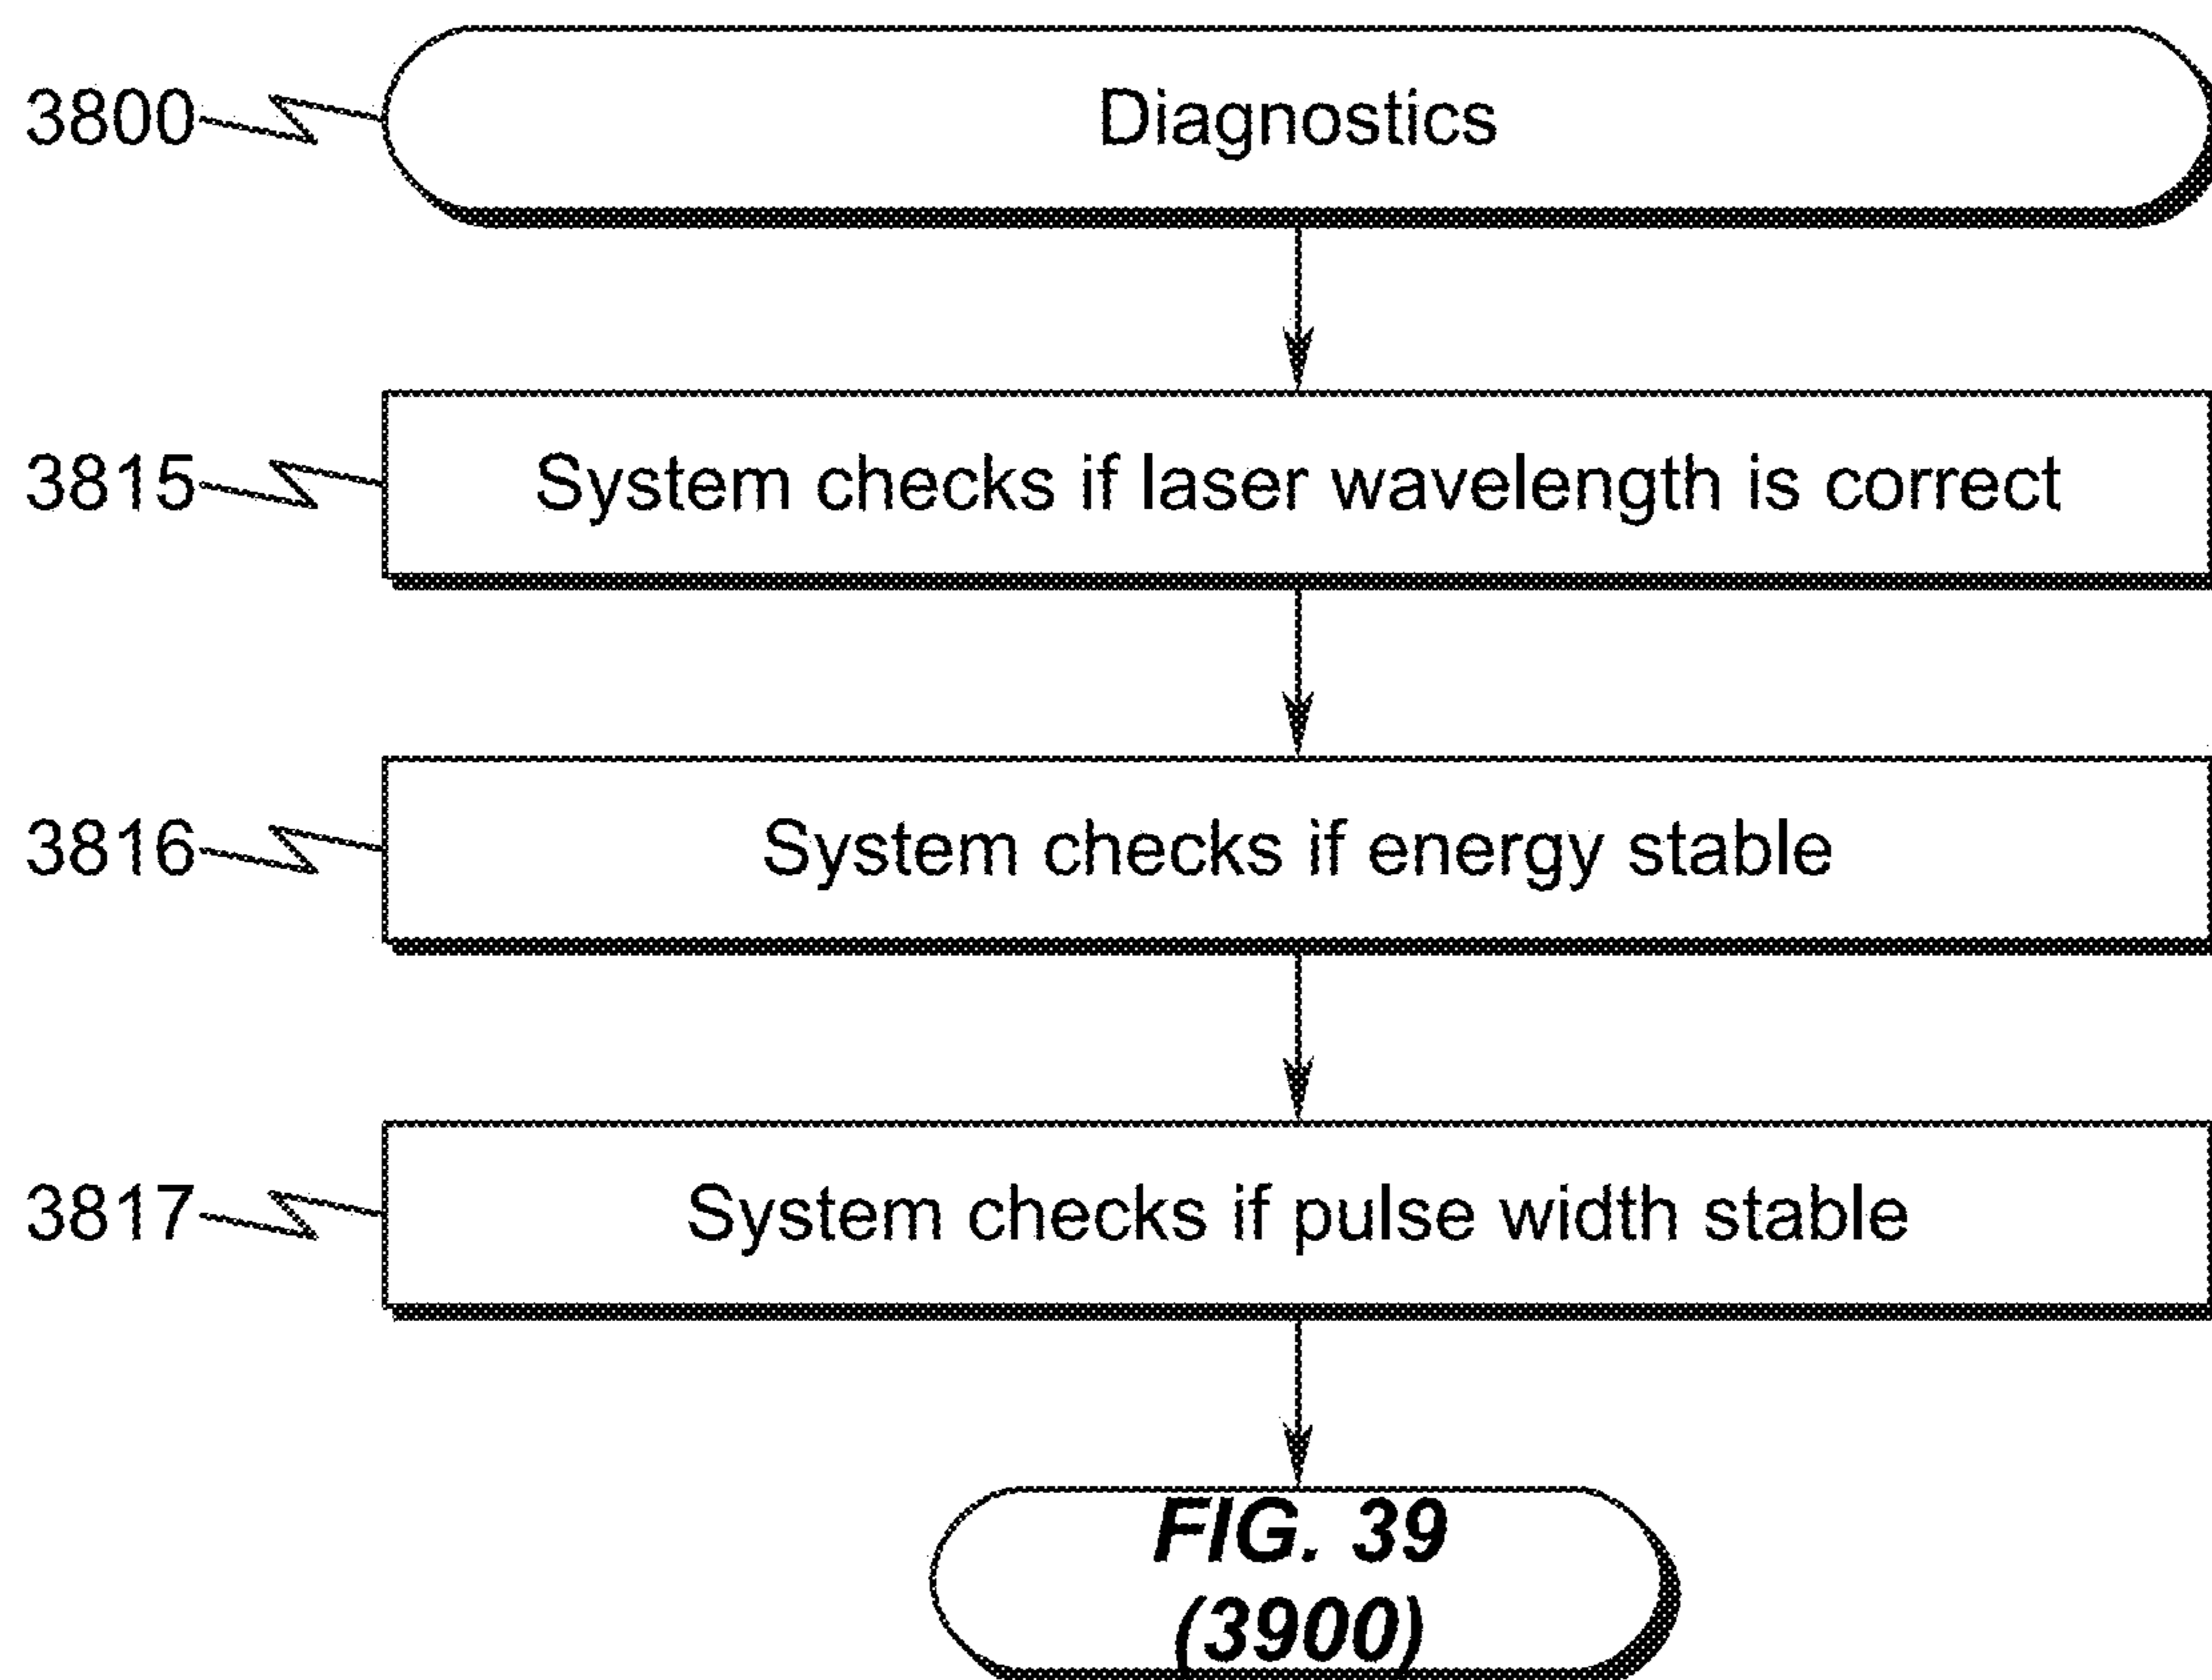 3800 Diagnostics
3815 System checks if laser wavelength is correct
3816 System checks if energy stable
3817 System checks if pulse width stable
FIG. 39
(3900)